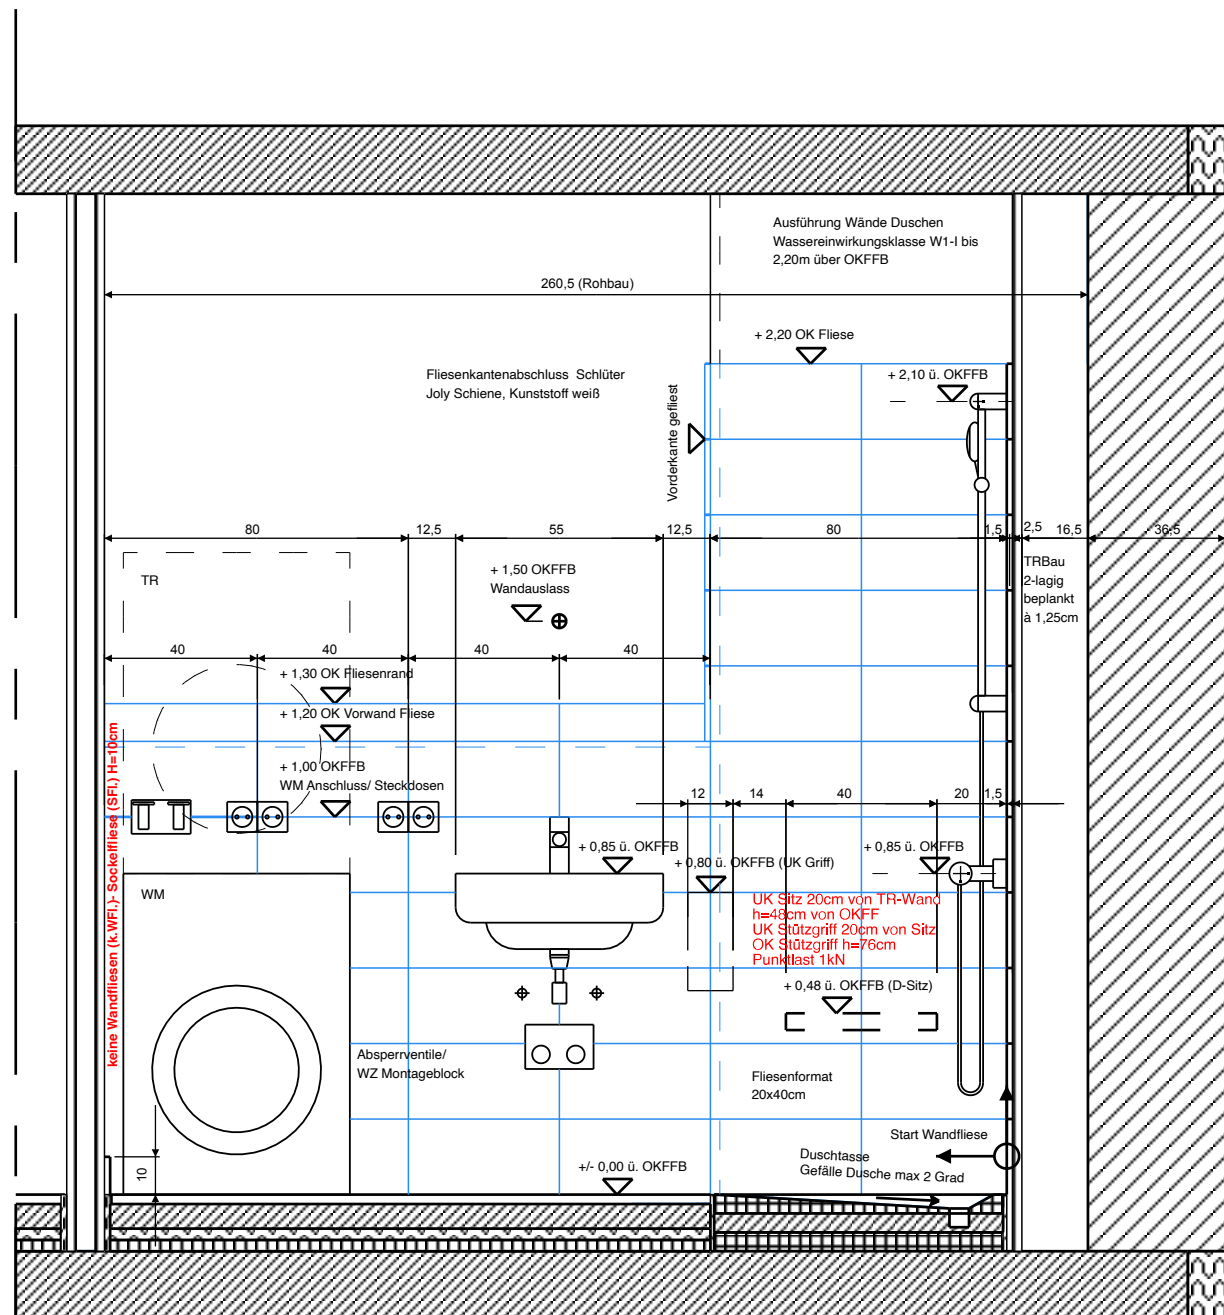 Ausführung Wände Duschen
Wassereinwirkungsklasse W1-I bis
2,20m über OKFFB
260,5 (Rohbau)
+ 2,20 OK Fliese
Fliesenkantenabschluss Schlüter
Joly Schiene, Kunststoff weiß
+ 2,10 ü. OKFFB
Vorderkante gefliest
80
12,5
55
12,5
80
1,5
2,5
16,5
36,5
TR
+ 1,50 OKFFB
Wandauslass
TRBau
2-lagig
beplankt
à 1,25cm
40
40
40
40
+ 1,30 OK Fliesenrand
+ 1,20 OK Vorwand Fliese
+ 1,00 OKFFB
WM Anschluss/ Steckdosen
keine Wandfliesen (k.WFl.)- Sockelfliese (SFl.) H=10cm
12
14
40
20
1,5
+ 0,85 ü. OKFFB
+ 0,80 ü. OKFFB (UK Griff)
+ 0,85 ü. OKFFB
WM
UK Sitz 20cm von TR-Wand
h=48cm von OKFF
UK Stützgriff 20cm von Sitz
OK Stützgriff h=76cm
Punktlast 1kN
+ 0,48 ü. OKFFB (D-Sitz)
Absperrventile/
WZ Montageblock
Fliesenformat
20x40cm
Start Wandfliese
Duschtasse
Gefälle Dusche max 2 Grad
10
+/- 0,00 ü. OKFFB